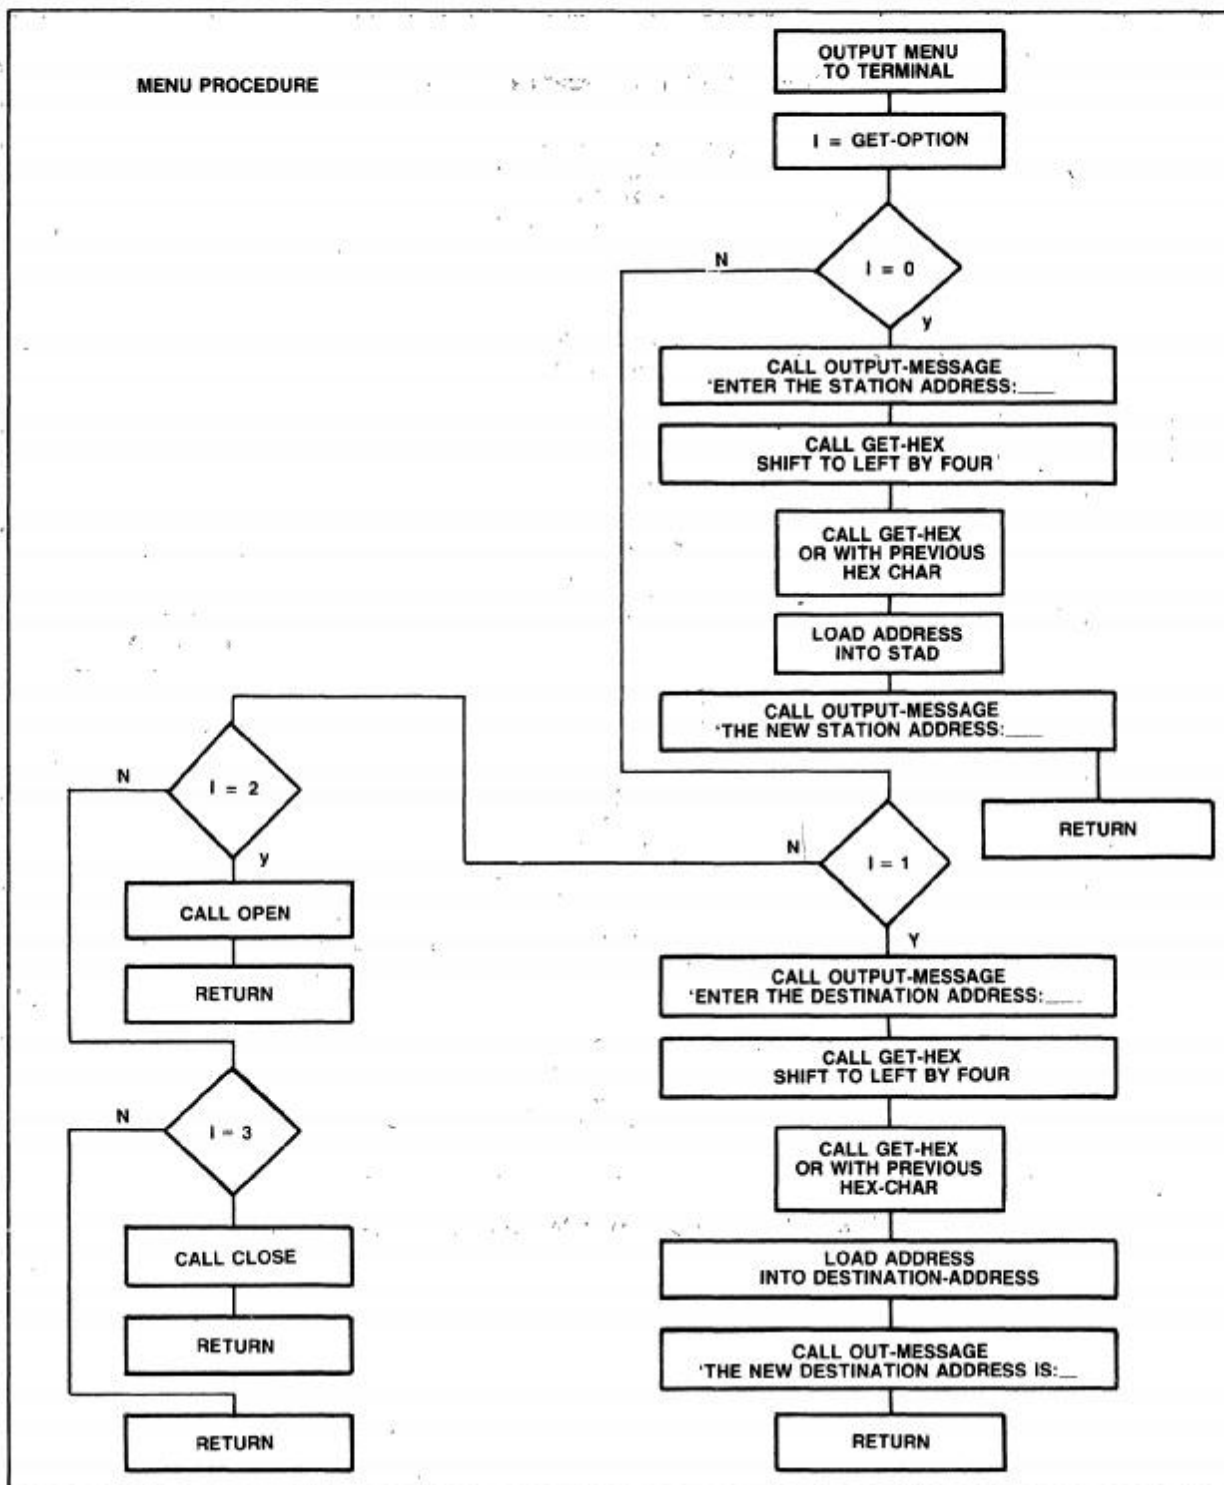 MENU PROCEDURE
OUTPUT MENU
TO TERMINAL
I = GET-OPTION
I = 0
N
y
CALL OUTPUT-MESSAGE
'ENTER THE STATION ADDRESS:____
CALL GET-HEX
SHIFT TO LEFT BY FOUR
CALL GET-HEX
OR WITH PREVIOUS
HEX CHAR
LOAD ADDRESS
INTO STAD
CALL OUTPUT-MESSAGE
'THE NEW STATION ADDRESS:____
RETURN
I = 1
N
Y
CALL OUTPUT-MESSAGE
'ENTER THE DESTINATION ADDRESS:____
CALL GET-HEX
SHIFT TO LEFT BY FOUR
CALL GET-HEX
OR WITH PREVIOUS
HEX-CHAR
LOAD ADDRESS
INTO DESTINATION-ADDRESS
CALL OUT-MESSAGE
'THE NEW DESTINATION ADDRESS IS:__
RETURN
I = 2
N
y
CALL OPEN
RETURN
I = 3
N
CALL CLOSE
RETURN
RETURN